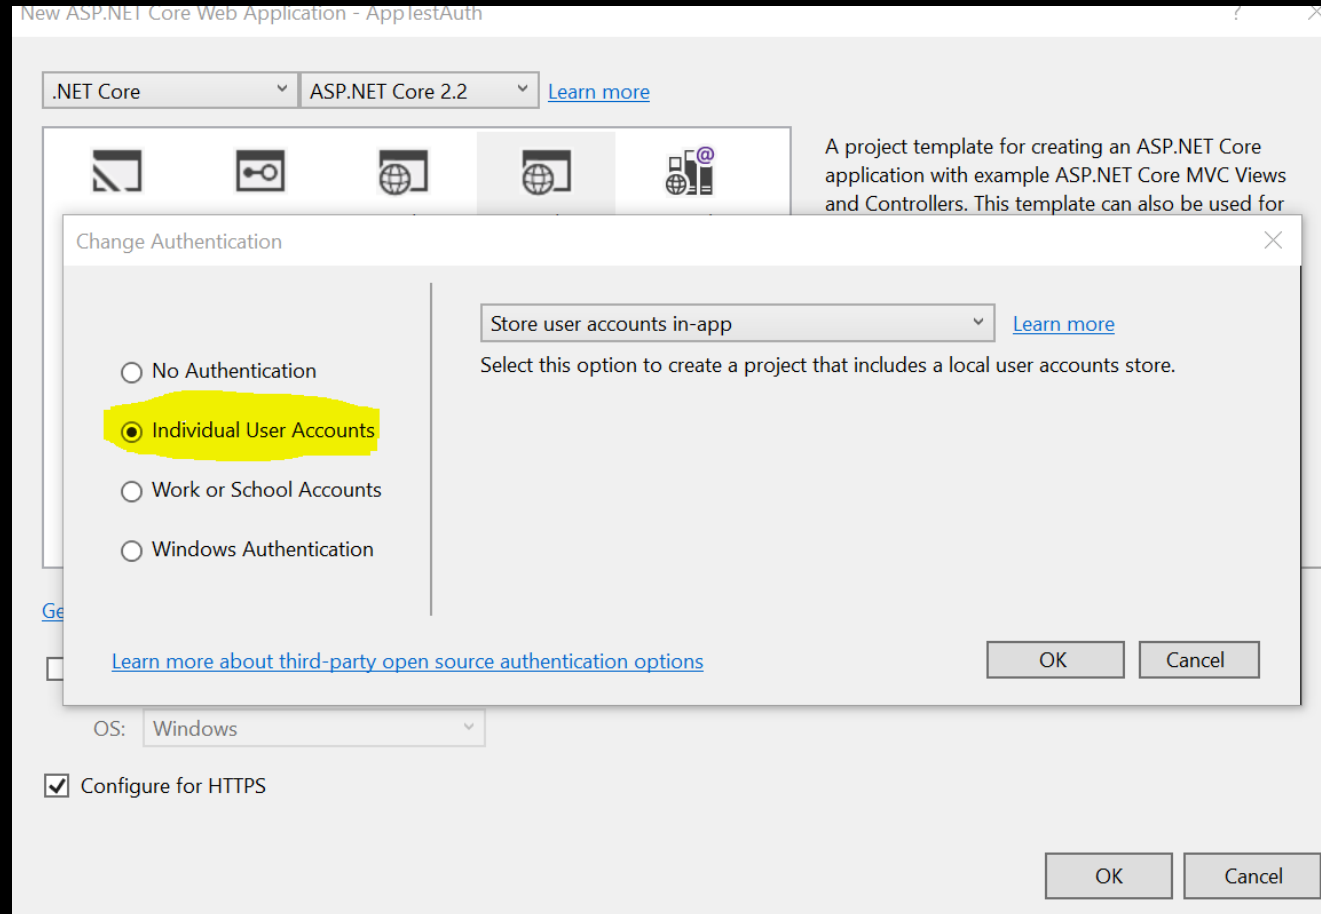 New ASP.NET Core Web Application - AppTestAuth
?
.NET Core
ASP.NET Core 2.2
Learn more
@
A project template for creating an ASP.NET Core
application with example ASP.NET Core MVC Views
and Controllers. This template can also be used for
Change Authentication
Store user accounts in-app
Learn more
Select this option to create a project that includes a local user accounts store.
No Authentication
Individual User Accounts
Work or School Accounts
Windows Authentication
Learn more about third-party open source authentication options
OK
Cancel
Ge
OS:
Windows
Configure for HTTPS
OK
Cancel